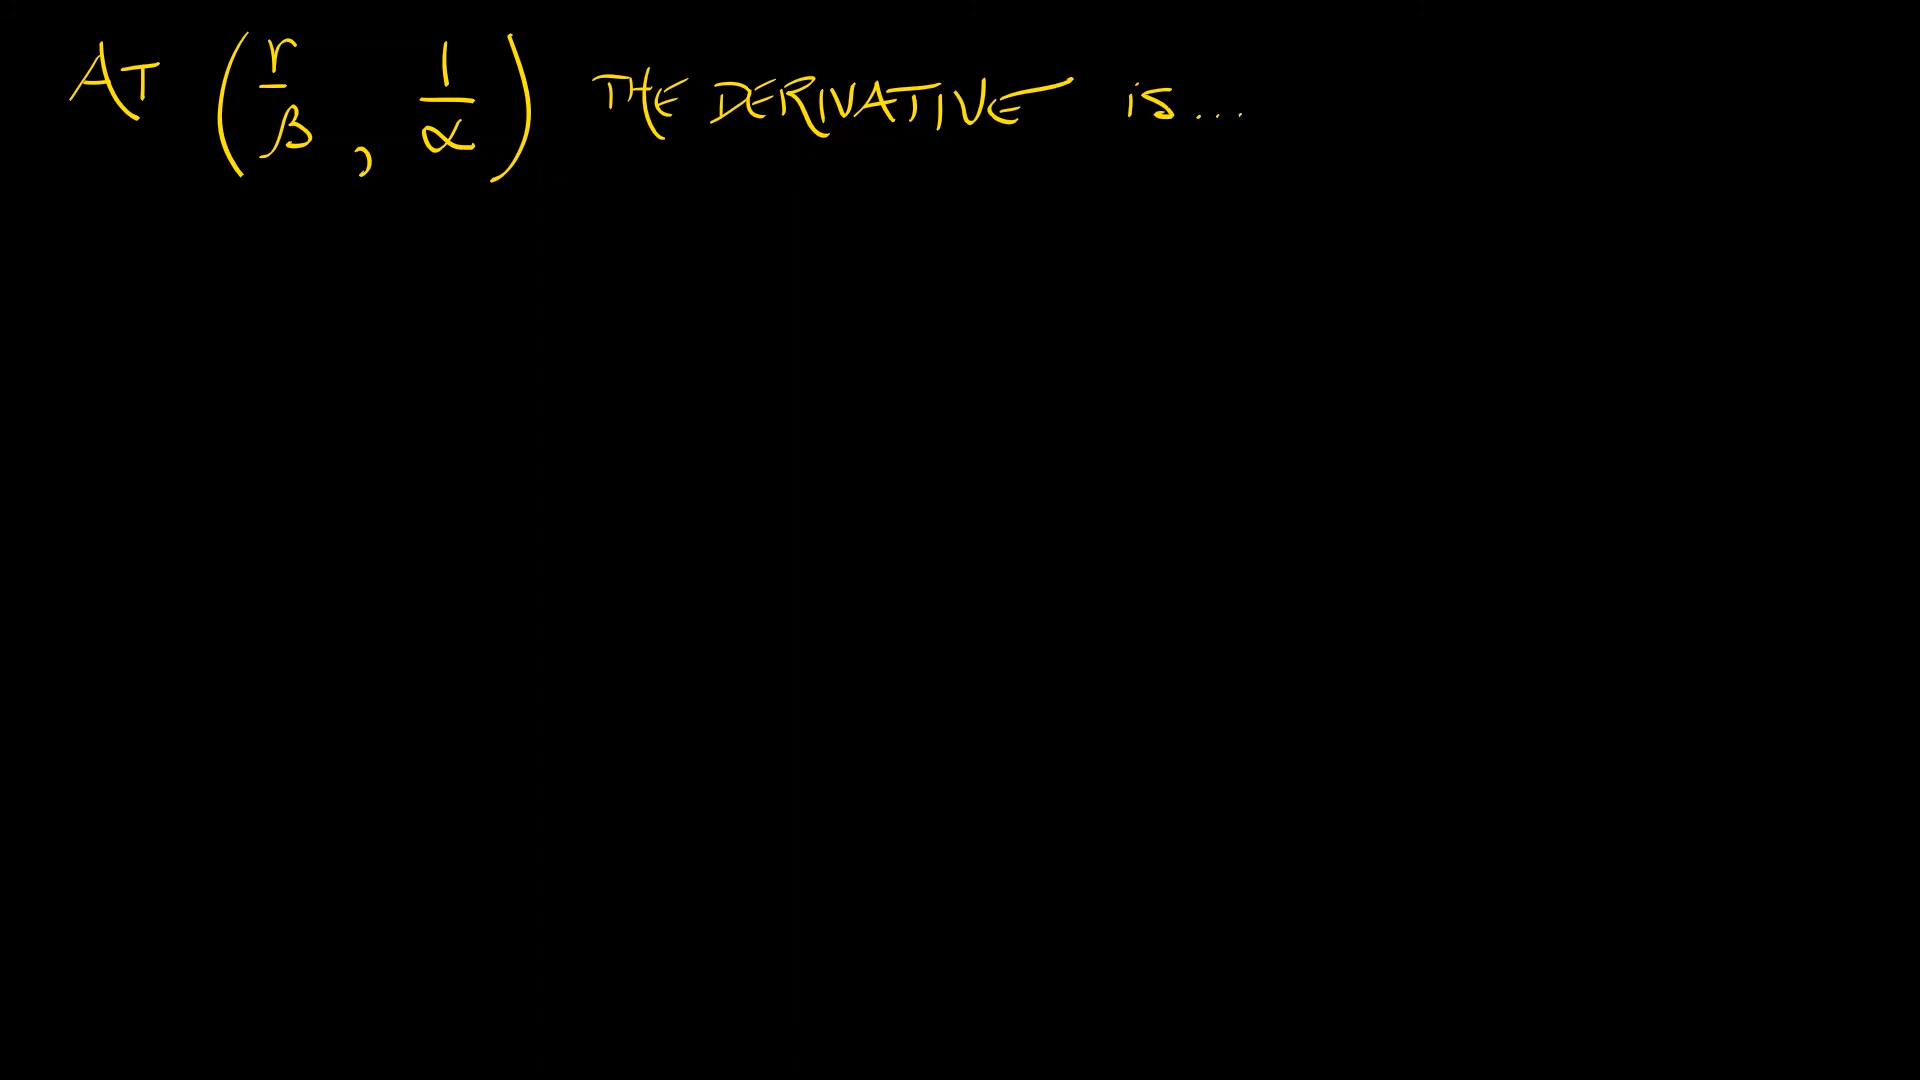 AT (r/β, 1/α) THE DERIVATIVE is...